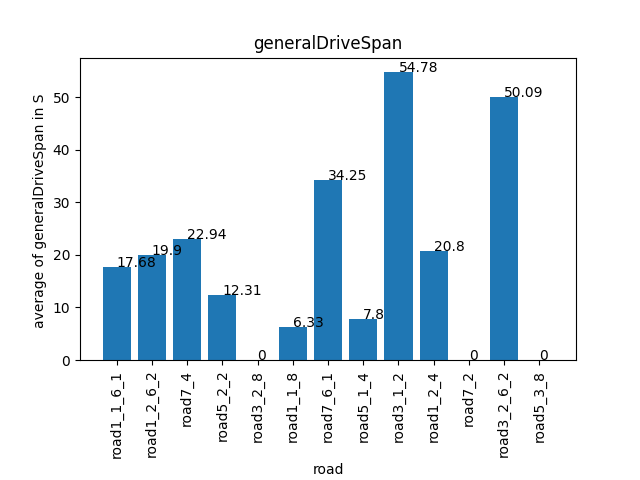 generalDriveSpan
average of generalDriveSpan in S
50
40
30
20
10
0
17.68
19.9
22.94
12.31
0
6.33
34.25
7.8
54.78
20.8
0
50.09
0
road1_1_6_1
road1_2_6_2
road7_4
road5_2_2
road3_2_8
road1_1_8
road7_6_1
road5_1_4
road3_1_2
road1_2_4
road7_2
road3_2_6_2
road5_3_8
road